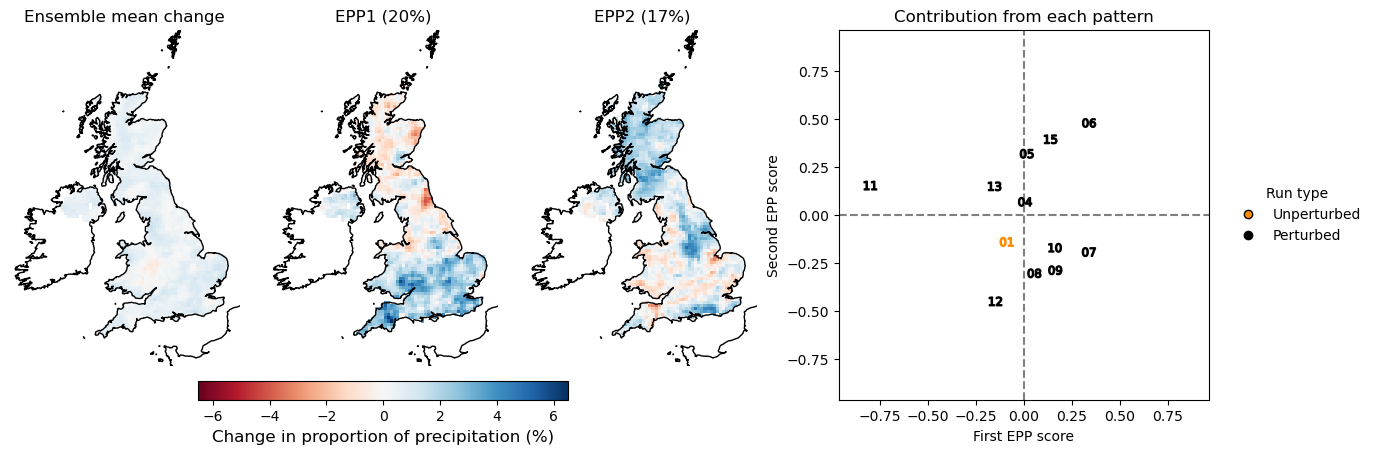 Ensemble mean change
EPP1 (20%)
EPP2 (17%)
Contribution from each pattern
−6 −4 −2 0 2 4 6
Change in proportion of precipitation (%)
Second EPP score
0.75
0.50
0.25
0.00
−0.25
−0.50
−0.75
06
15
05
11
13
04
01
10
07
09
08
12
−0.75 −0.50 −0.25 0.00 0.25 0.50 0.75
First EPP score
Run type
Unperturbed
Perturbed